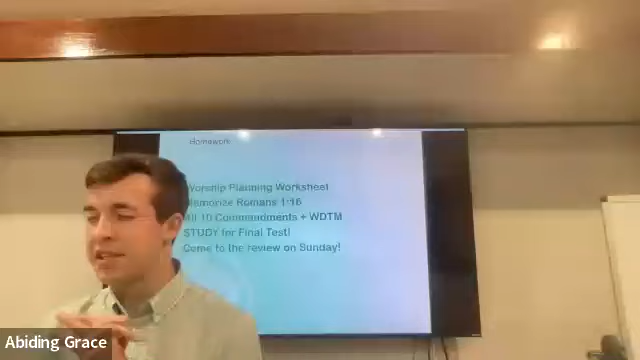 Homework
Worship Planning Worksheet
Memorize Romans 1:16
All 10 Commandments + WDTM
STUDY for Final Test!
Come to the review on Sunday!
Abiding Grace